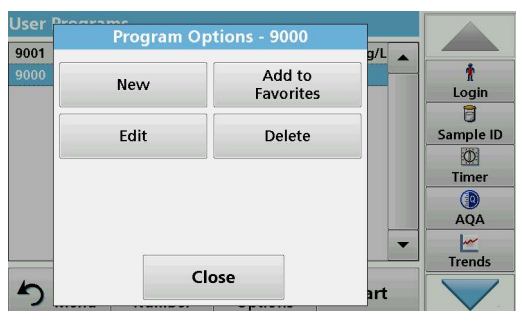 User Programs
Program Options - 9000
9001
g/L
9000
New
Add to
Favorites
Edit
Delete
Close
Login
Sample ID
Timer
AQA
Trends